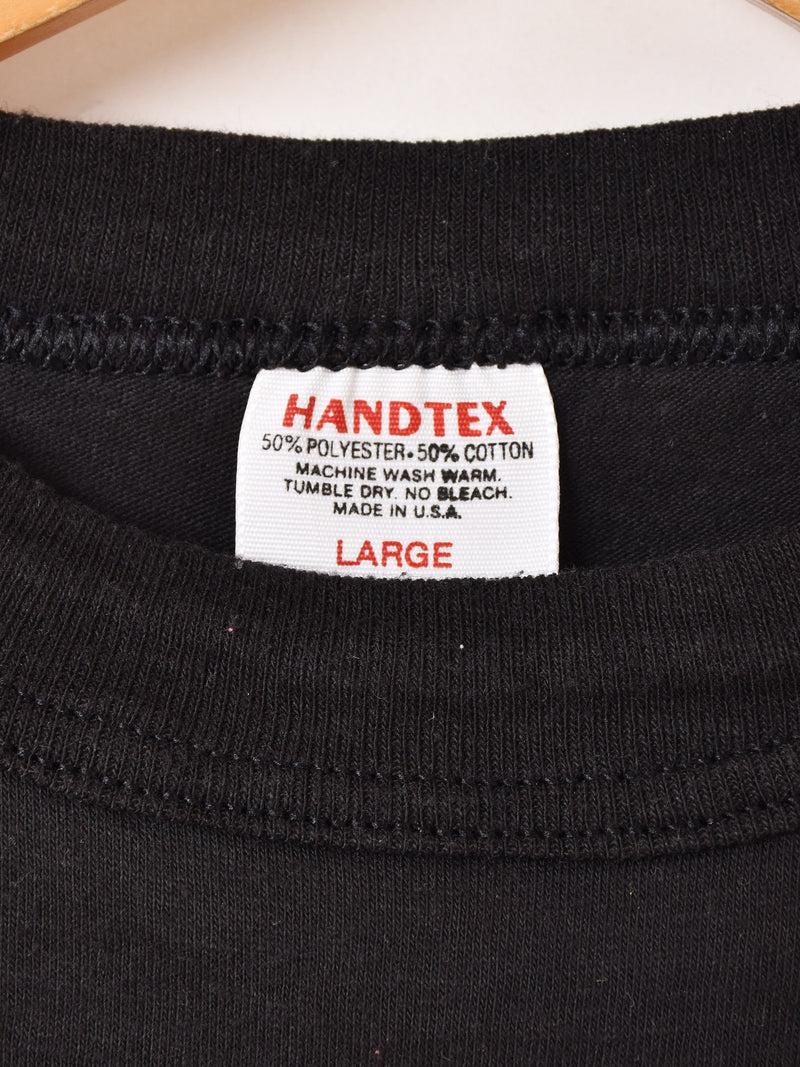 HANDTEX
50% POLYESTER • 50% COTTON
MACHINE WASH WARM.
TUMBLE DRY. NO BLEACH.
MADE IN U.S.A.
LARGE